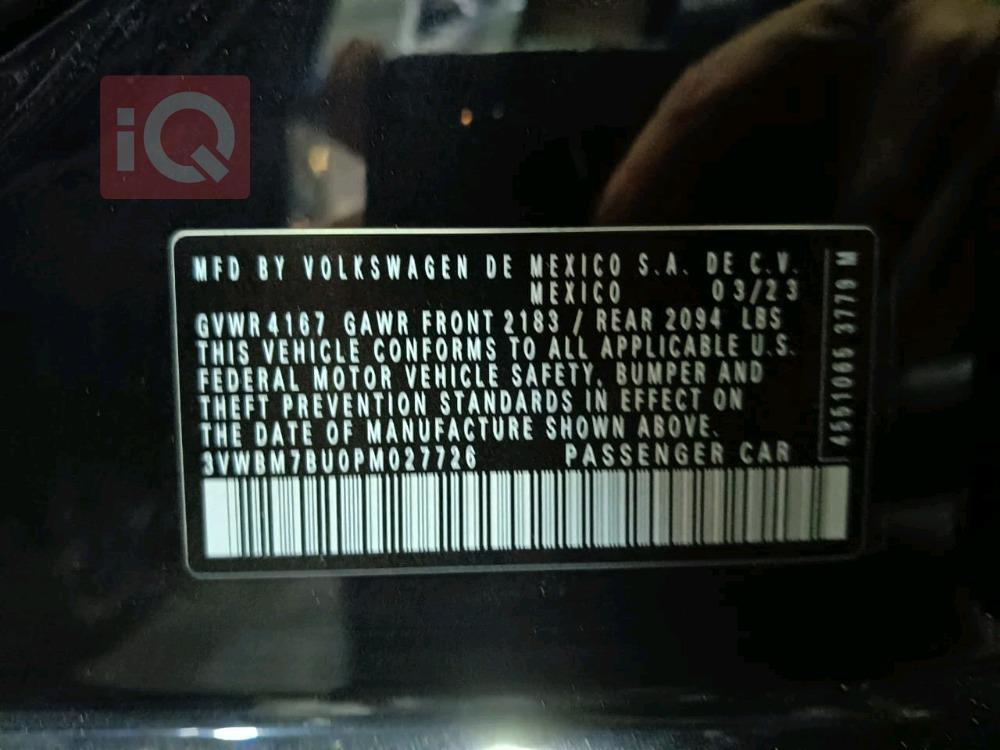 iQ
MFD BY VOLKSWAGEN DE MEXICO S.A. DE C.V.
MEXICO 03/23
GVWR 4167 GAWR FRONT 2183 / REAR 2094 LBS
THIS VEHICLE CONFORMS TO ALL APPLICABLE U.S.
FEDERAL MOTOR VEHICLE SAFETY, BUMPER AND
THEFT PREVENTION STANDARDS IN EFFECT ON
THE DATE OF MANUFACTURE SHOWN ABOVE.
3VWBM7BU0PM027726 PASSENGER CAR
4551066 3779 M